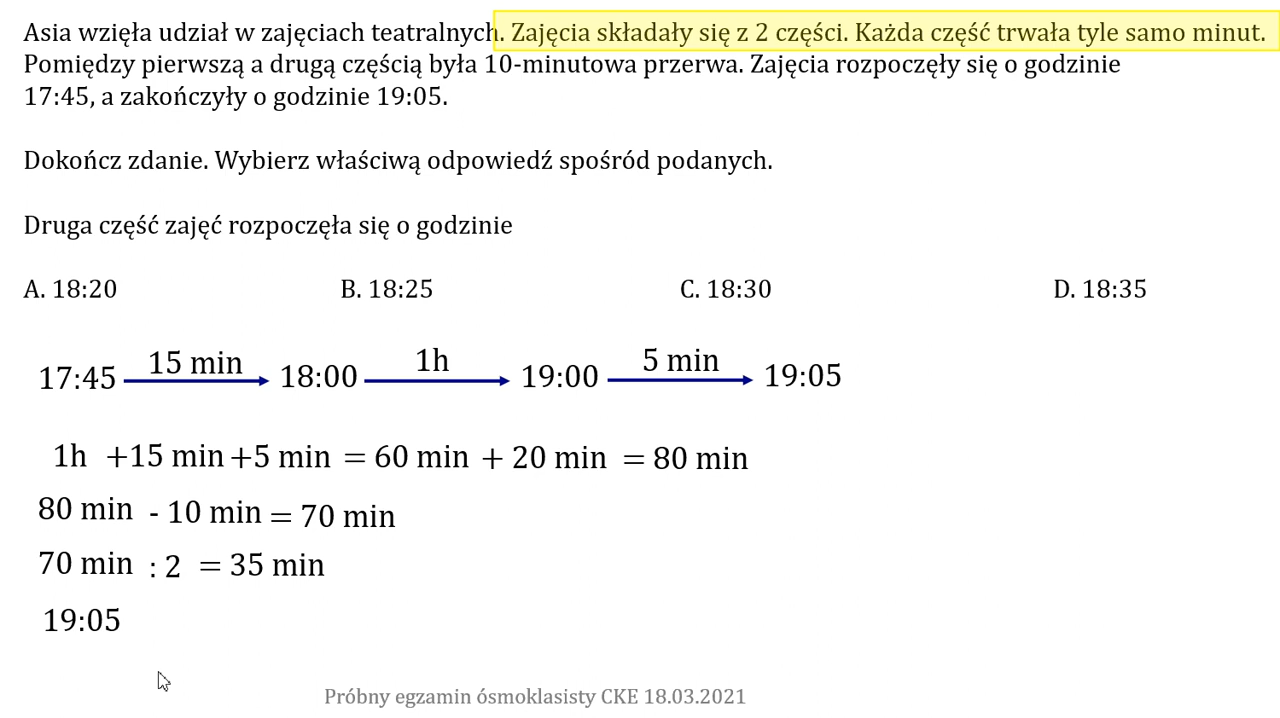 Asia wzięła udział w zajęciach teatralnych. Zajęcia składały się z 2 części. Każda część trwała tyle samo minut.
Pomiędzy pierwszą a drugą częścią była 10-minutowa przerwa. Zajęcia rozpoczęły się o godzinie
17:45, a zakończyły o godzinie 19:05.
Dokończ zdanie. Wybierz właściwą odpowiedź spośród podanych.
Druga część zajęć rozpoczęła się o godzinie
A. 18:20 B. 18:25 C. 18:30 D. 18:35
17:45 15 min 18:00 1h 19:00 5 min 19:05
1h +15 min +5 min = 60 min + 20 min = 80 min
80 min - 10 min = 70 min
70 min : 2 = 35 min
19:05
Próbny egzamin ósmoklasisty CKE 18.03.2021